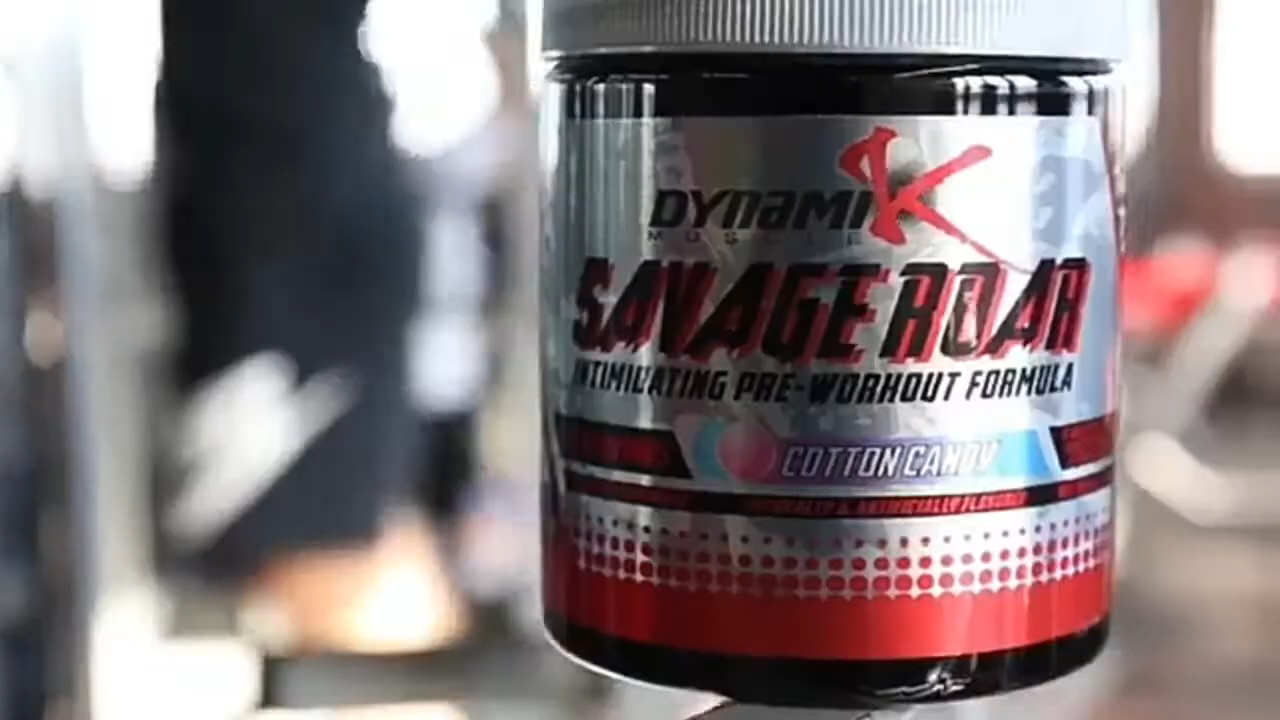 DYNAMIK
MUSCLE
SAVAGE ROAR
INTIMIDATING PRE-WORKOUT FORMULA
COTTON CANDY
NATURALLY & ARTIFICIALLY FLAVORED